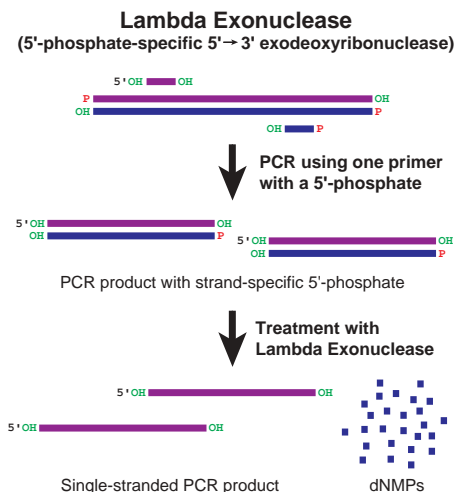 Lambda Exonuclease
(5'-phosphate-specific 5'→3' exodeoxyribonuclease)
5'OH OH
P OH
OH P
OH P
PCR using one primer
with a 5'-phosphate
5'OH OH
OH P
5'OH OH
OH P
PCR product with strand-specific 5'-phosphate
Treatment with
Lambda Exonuclease
5'OH OH
5'OH OH
Single-stranded PCR product dNMPs